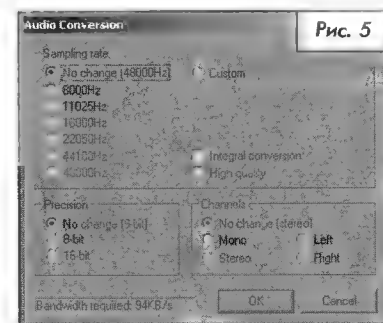 Audio Conversion
Рис. 5
Sampling rate
No change (48000Hz)
Custom
8000Hz
11025Hz
16000Hz
22050Hz
44100Hz
Integral conversion
48000Hz
High quality
Precision
Channels
No change (8-bit)
No change (stereo)
8-bit
Mono
Left
16-bit
Stereo
Right
Bandwidth required: 94KB/s
OK
Cancel